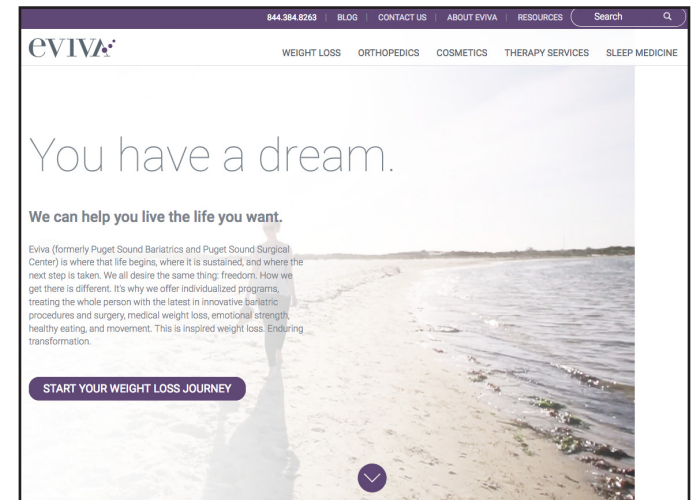 844.384.8263 | BLOG | CONTACT US | ABOUT EVIVA | RESOURCES Search
eviva
WEIGHT LOSS ORTHOPEDICS COSMETICS THERAPY SERVICES SLEEP MEDICINE
You have a dream.
We can help you live the life you want.
Eviva (formerly Puget Sound Bariatrics and Puget Sound Surgical
Center) is where that life begins, where it is sustained, and where the
next step is taken. We all desire the same thing: freedom. How we
get there is different. It's why we offer individualized programs,
treating the whole person with the latest in innovative bariatric
procedures and surgery, medical weight loss, emotional strength,
healthy eating, and movement. This is inspired weight loss. Enduring
transformation.
START YOUR WEIGHT LOSS JOURNEY